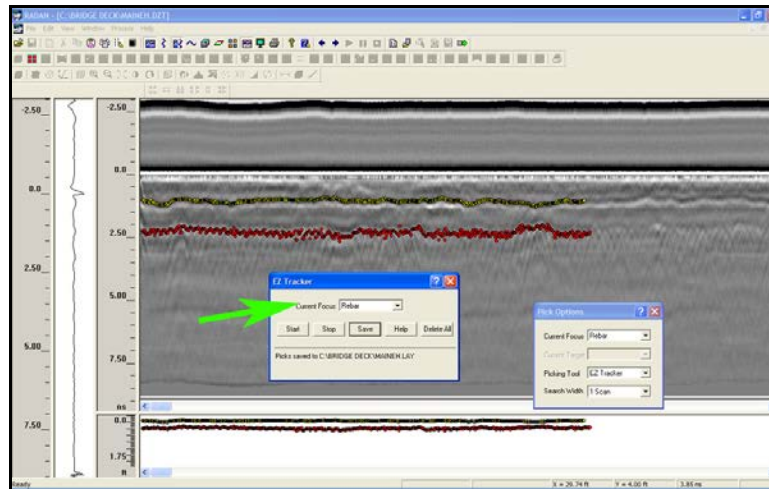 RADAN - [C:\BRIDGE DECK\MAINEH.DZT]
File Edit View Window Process Help
-2.50
-2.50
0.0
0.0
2.50
2.50
5.00
5.00
7.50
7.50
ns
0.0
1.75
ft
EZ Tracker
Current Focus: Rebar
Start Stop Save Help Delete All
Picks saved to C:\BRIDGE DECK\MAINEH.LAY
Pick Options
Current Focus Rebar
Current Target
Picking Tool EZ Tracker
Search Width 1 Scan
Ready
X = 29.74 ft Y = 4.00 ft 3.85 ns